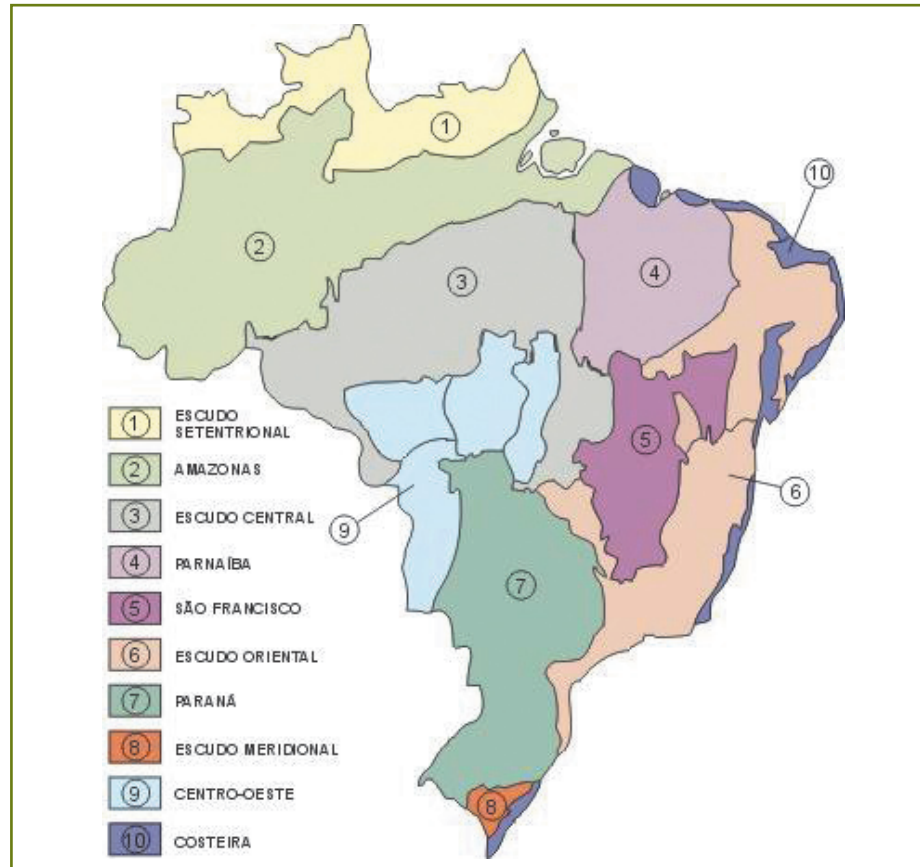 1
10
2
3
4
5
6
9
7
8
1 ESCUDO
SETENTRIONAL
2 AMAZONAS
3 ESCUDO CENTRAL
4 PARNAÍBA
5 SÃO FRANCISCO
6 ESCUDO ORIENTAL
7 PARANÁ
8 ESCUDO MERIDIONAL
9 CENTRO-OESTE
10 COSTEIRA